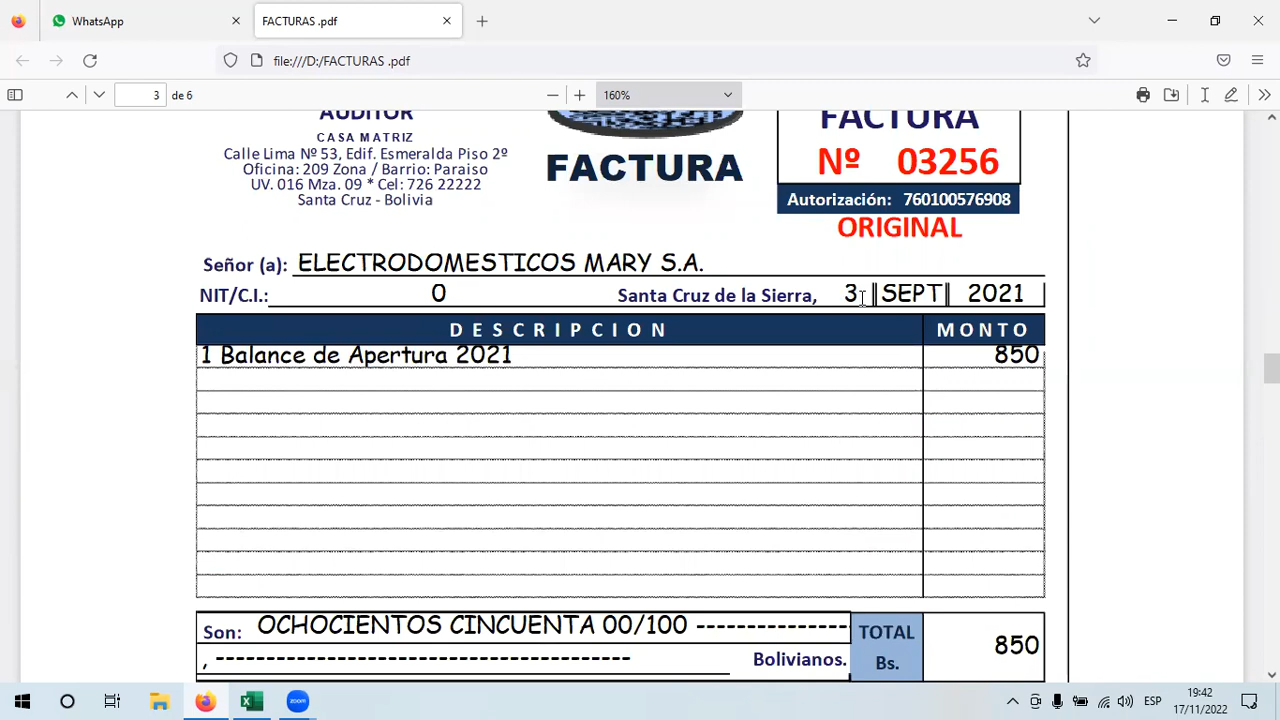 WhatsApp
FACTURAS .pdf
file:///D:/FACTURAS .pdf
3 de 6
160%
AUDITOR
CASA MATRIZ
Calle Lima Nº 53, Edif. Esmeralda Piso 2º
Oficina: 209 Zona / Barrio: Paraiso
UV. 016 Mza. 09 * Cel: 726 22222
Santa Cruz - Bolivia
FACTURA
FACTURA
Nº 03256
Autorización: 760100576908
ORIGINAL
Señor (a): ELECTRODOMESTICOS MARY S.A.
NIT/C.I.: 0 Santa Cruz de la Sierra, 3 SEPT 2021
DESCRIPCION MONTO
1 Balance de Apertura 2021 850
Son: OCHOCIENTOS CINCUENTA 00/100 ---------------
, ---------------------------------------- Bolivianos.
TOTAL Bs. 850
ESP
19:42
17/11/2022